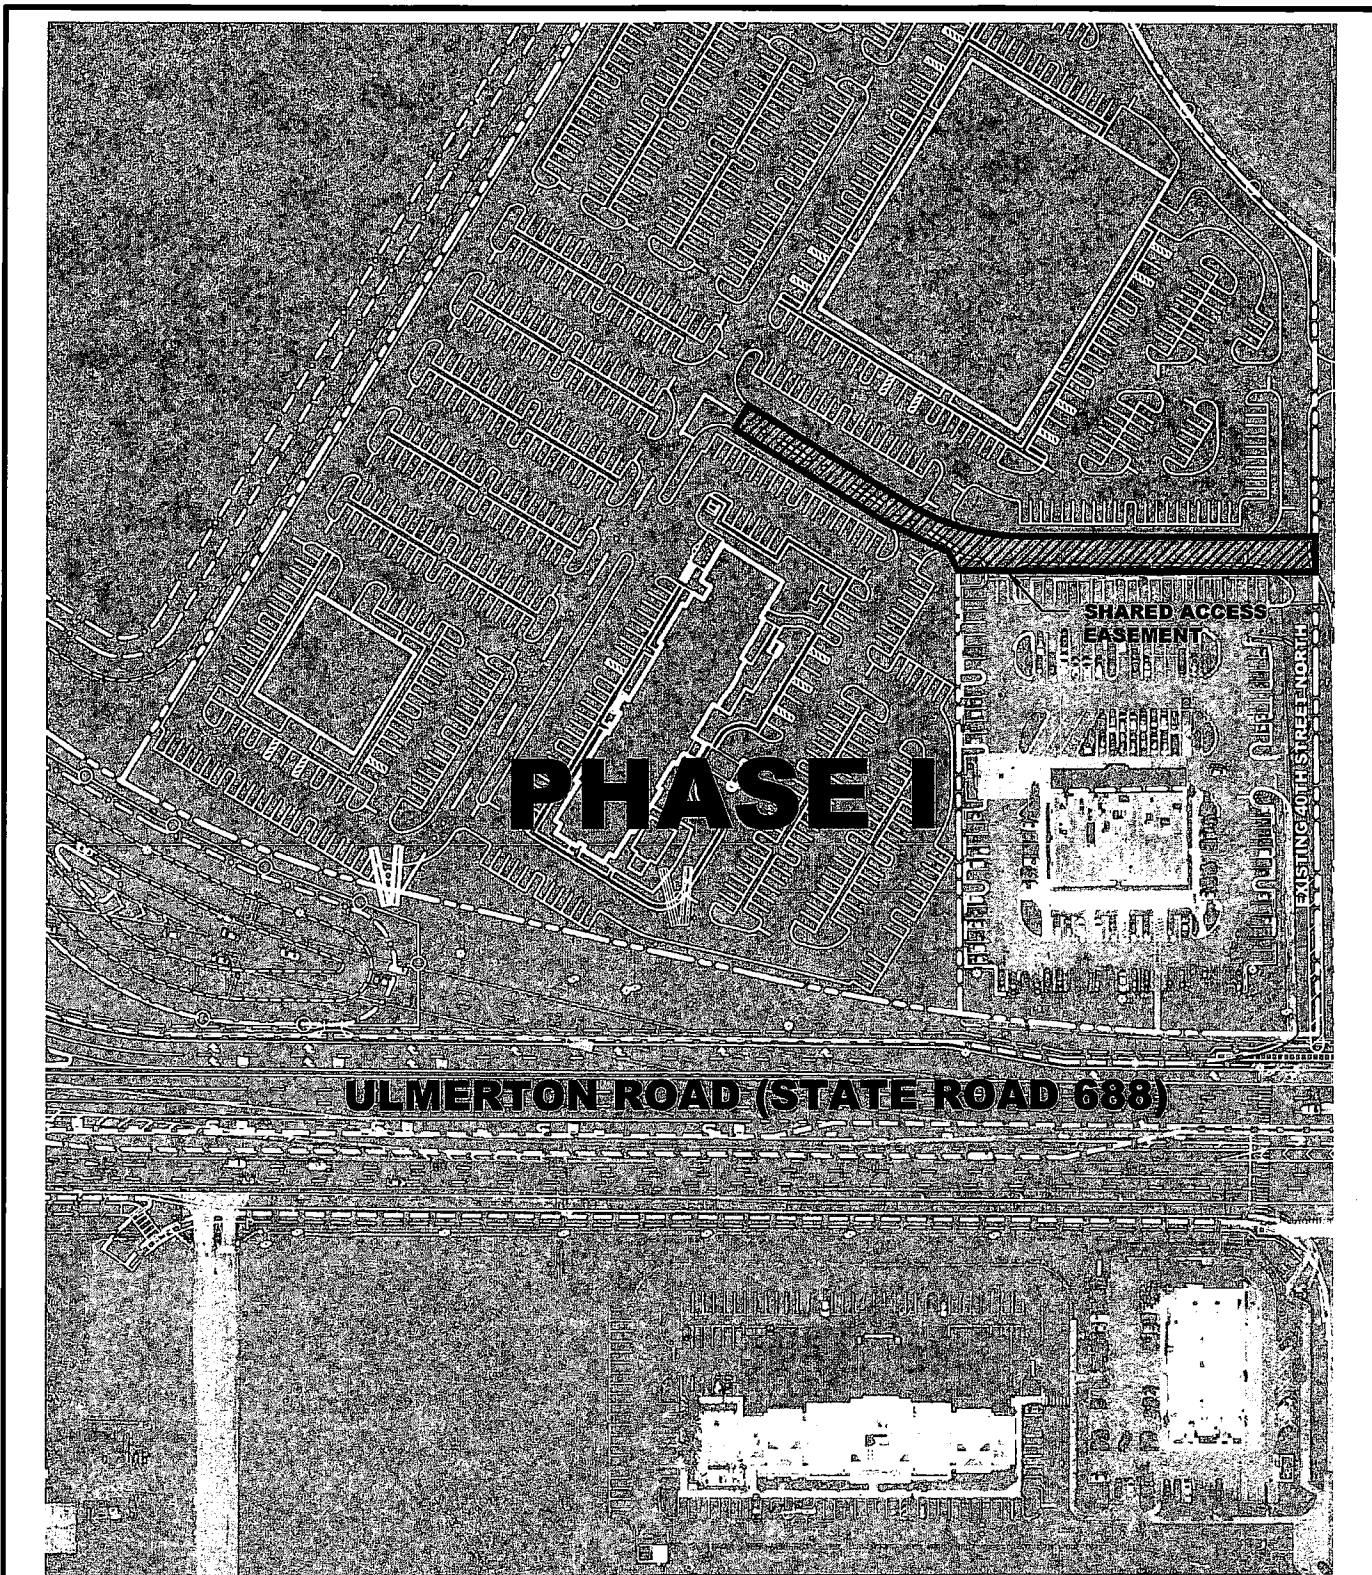 SHARED ACCESS
EASEMENT
EXISTING 40TH STREET NORTH
PHASE I
ULMERTON ROAD (STATE ROAD 688)